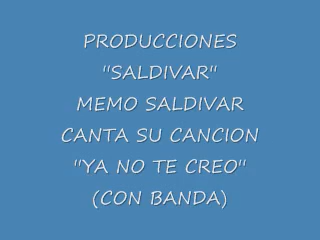 PRODUCCIONES
"SALDIVAR"
MEMO SALDIVAR
CANTA SU CANCION
"YA NO TE CREO"
(CON BANDA)